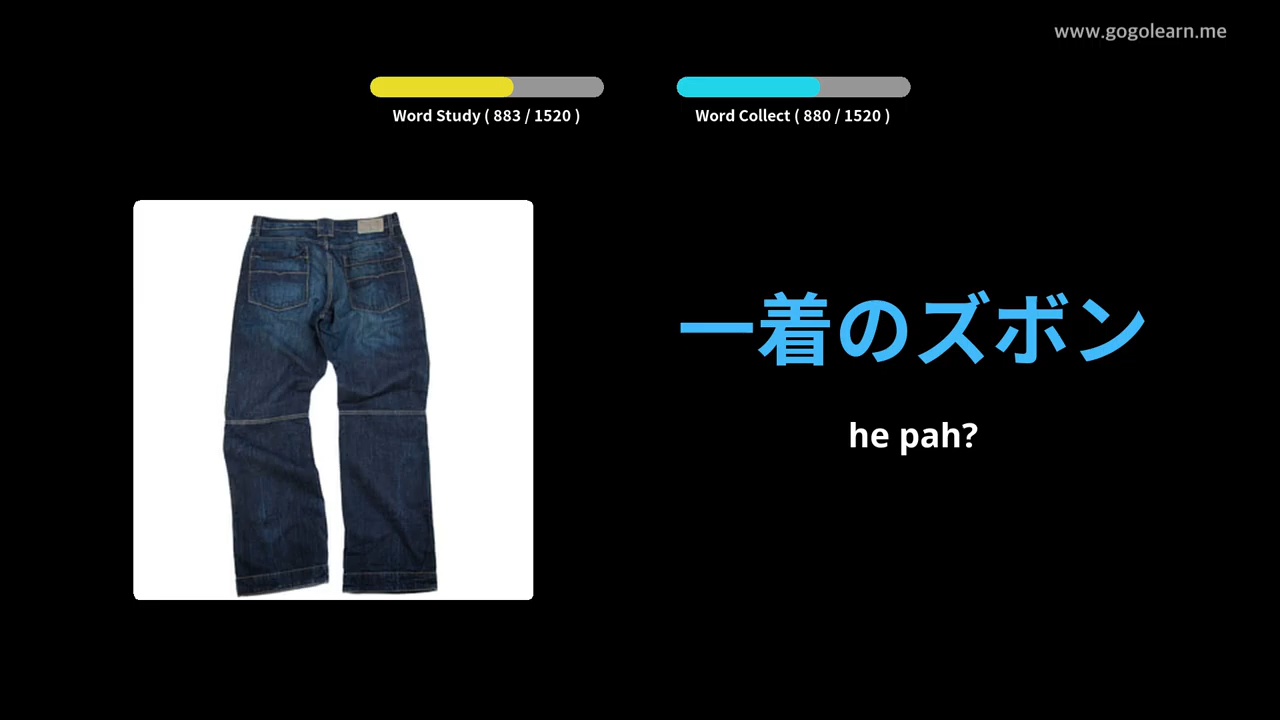 www.gogolearn.me
Word Study ( 883 / 1520 )
Word Collect ( 880 / 1520 )
一着のズボン
he pah?